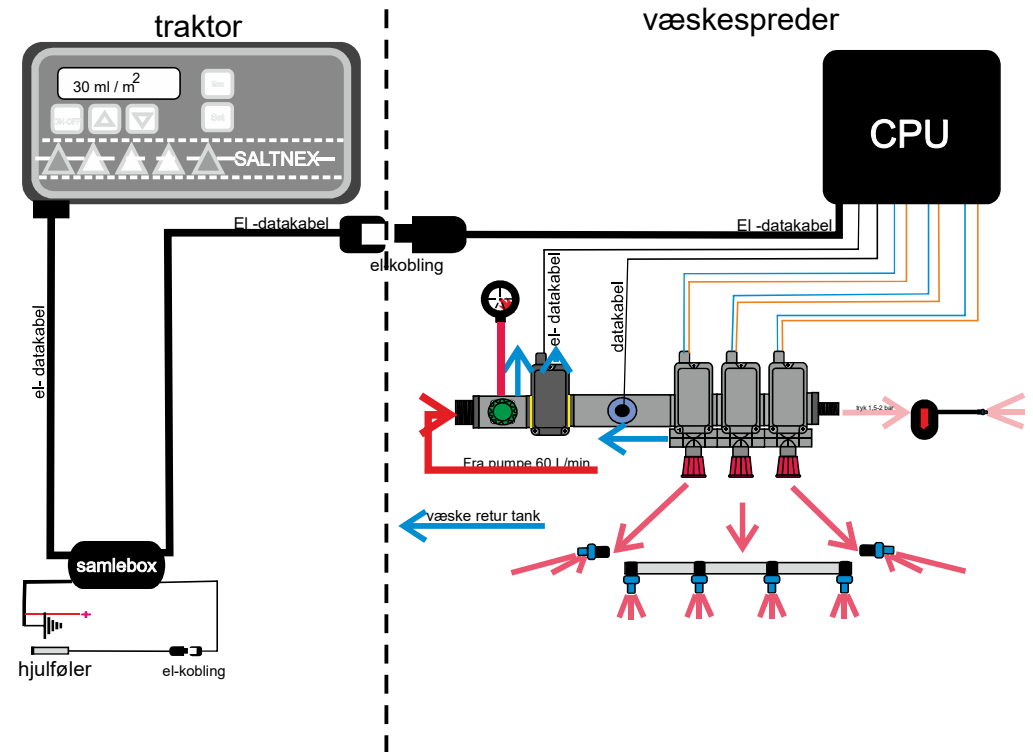 traktor
væskespreder
30 ml / m2
ON-OFF
Sel
SALTNEX
CPU
El -datakabel
El -datakabel
el-kobling
el- datakabel
el- datakabel
datakabel
tryk 1,5-2 bar
Fra pumpe 60 L/min
væske retur tank
samlebox
+
hjulføler
el-kobling